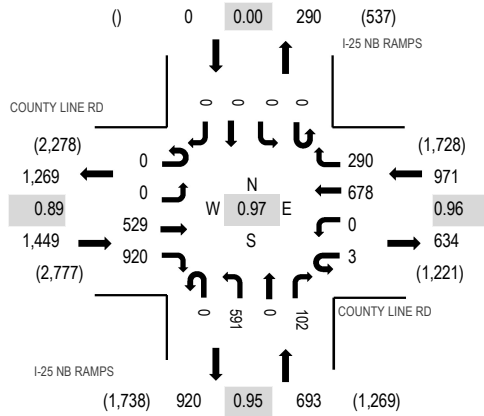 () 0 0.00 290 (537)
I-25 NB RAMPS
0 0 0 0
COUNTY LINE RD
(2,278) (1,728)
0 290
1,269 971
0 N 678
0.89 W 0.97 E 0.96
529 0
1,449 S 634
920 3
(2,777) (1,221)
0 591 0 102
COUNTY LINE RD
I-25 NB RAMPS
(1,738) 920 0.95 693 (1,269)